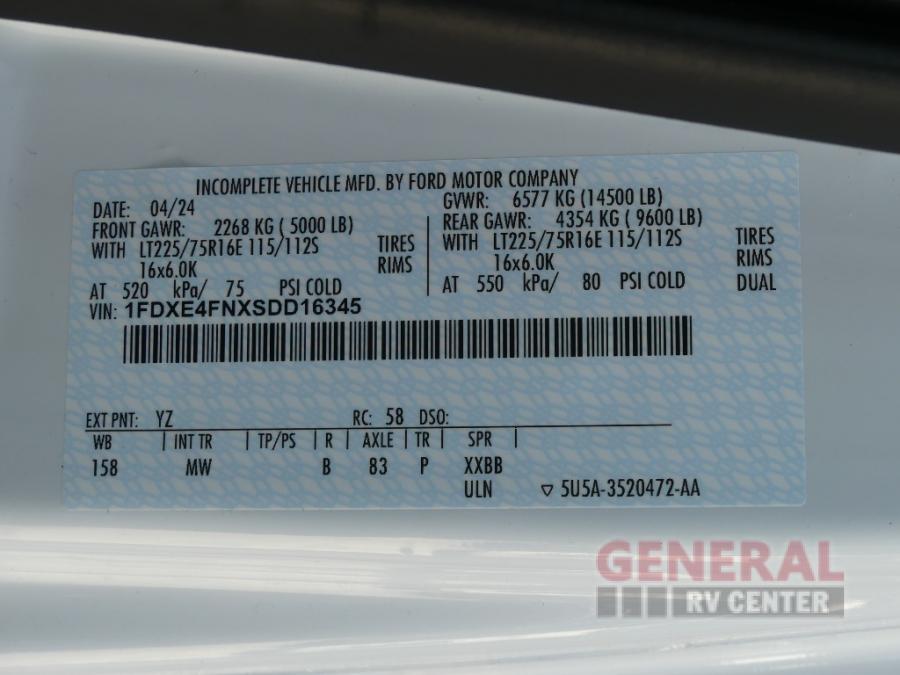 INCOMPLETE VEHICLE MFD. BY FORD MOTOR COMPANY
DATE: 04/24 GVWR: 6577 KG (14500 LB)
FRONT GAWR: 2268 KG ( 5000 LB) REAR GAWR: 4354 KG ( 9600 LB)
WITH LT225/75R16E 115/112S TIRES WITH LT225/75R16E 115/112S TIRES
16x6.0K RIMS 16x6.0K RIMS
AT 520 kPa/ 75 PSI COLD AT 550 kPa/ 80 PSI COLD DUAL
VIN: 1FDXE4FNXSDD16345
EXT PNT: YZ RC: 58 DSO:
WB | INT TR | TP/PS | R | AXLE | TR | SPR |
158 MW B 83 P XXBB
ULN ▽ 5U5A-3520472-AA
GENERAL
RV CENTER